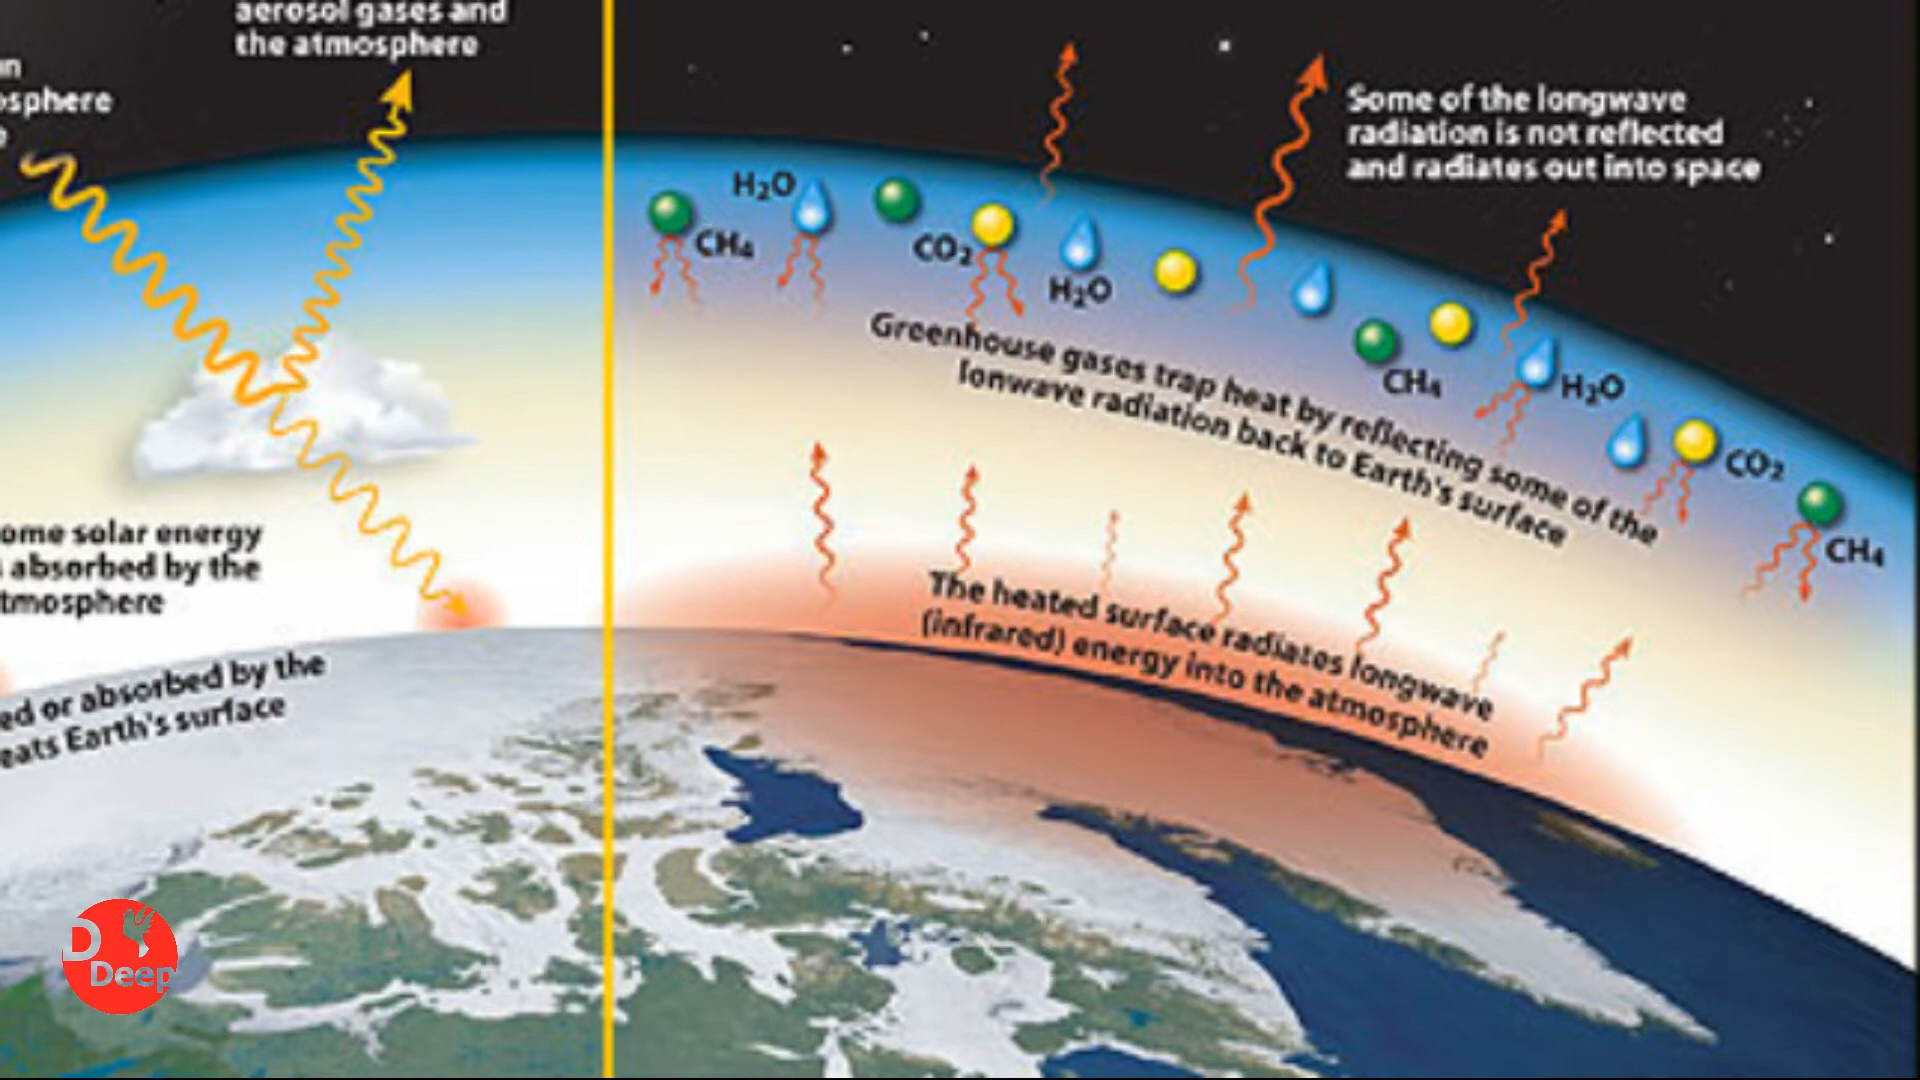 aerosol gases and
the atmosphere
osphere
ome solar energy
absorbed by the
tmosphere
ed or absorbed by the
eats Earth's surface
H2O
CH4
CO2
H2O
Some of the longwave
radiation is not reflected
and radiates out into space
Greenhouse gases trap heat by reflecting some of the
lonwave radiation back to Earth's surface
CH4
H2O
CO2
CH4
The heated surface radiates longwave
(infrared) energy into the atmosphere
D
Deep